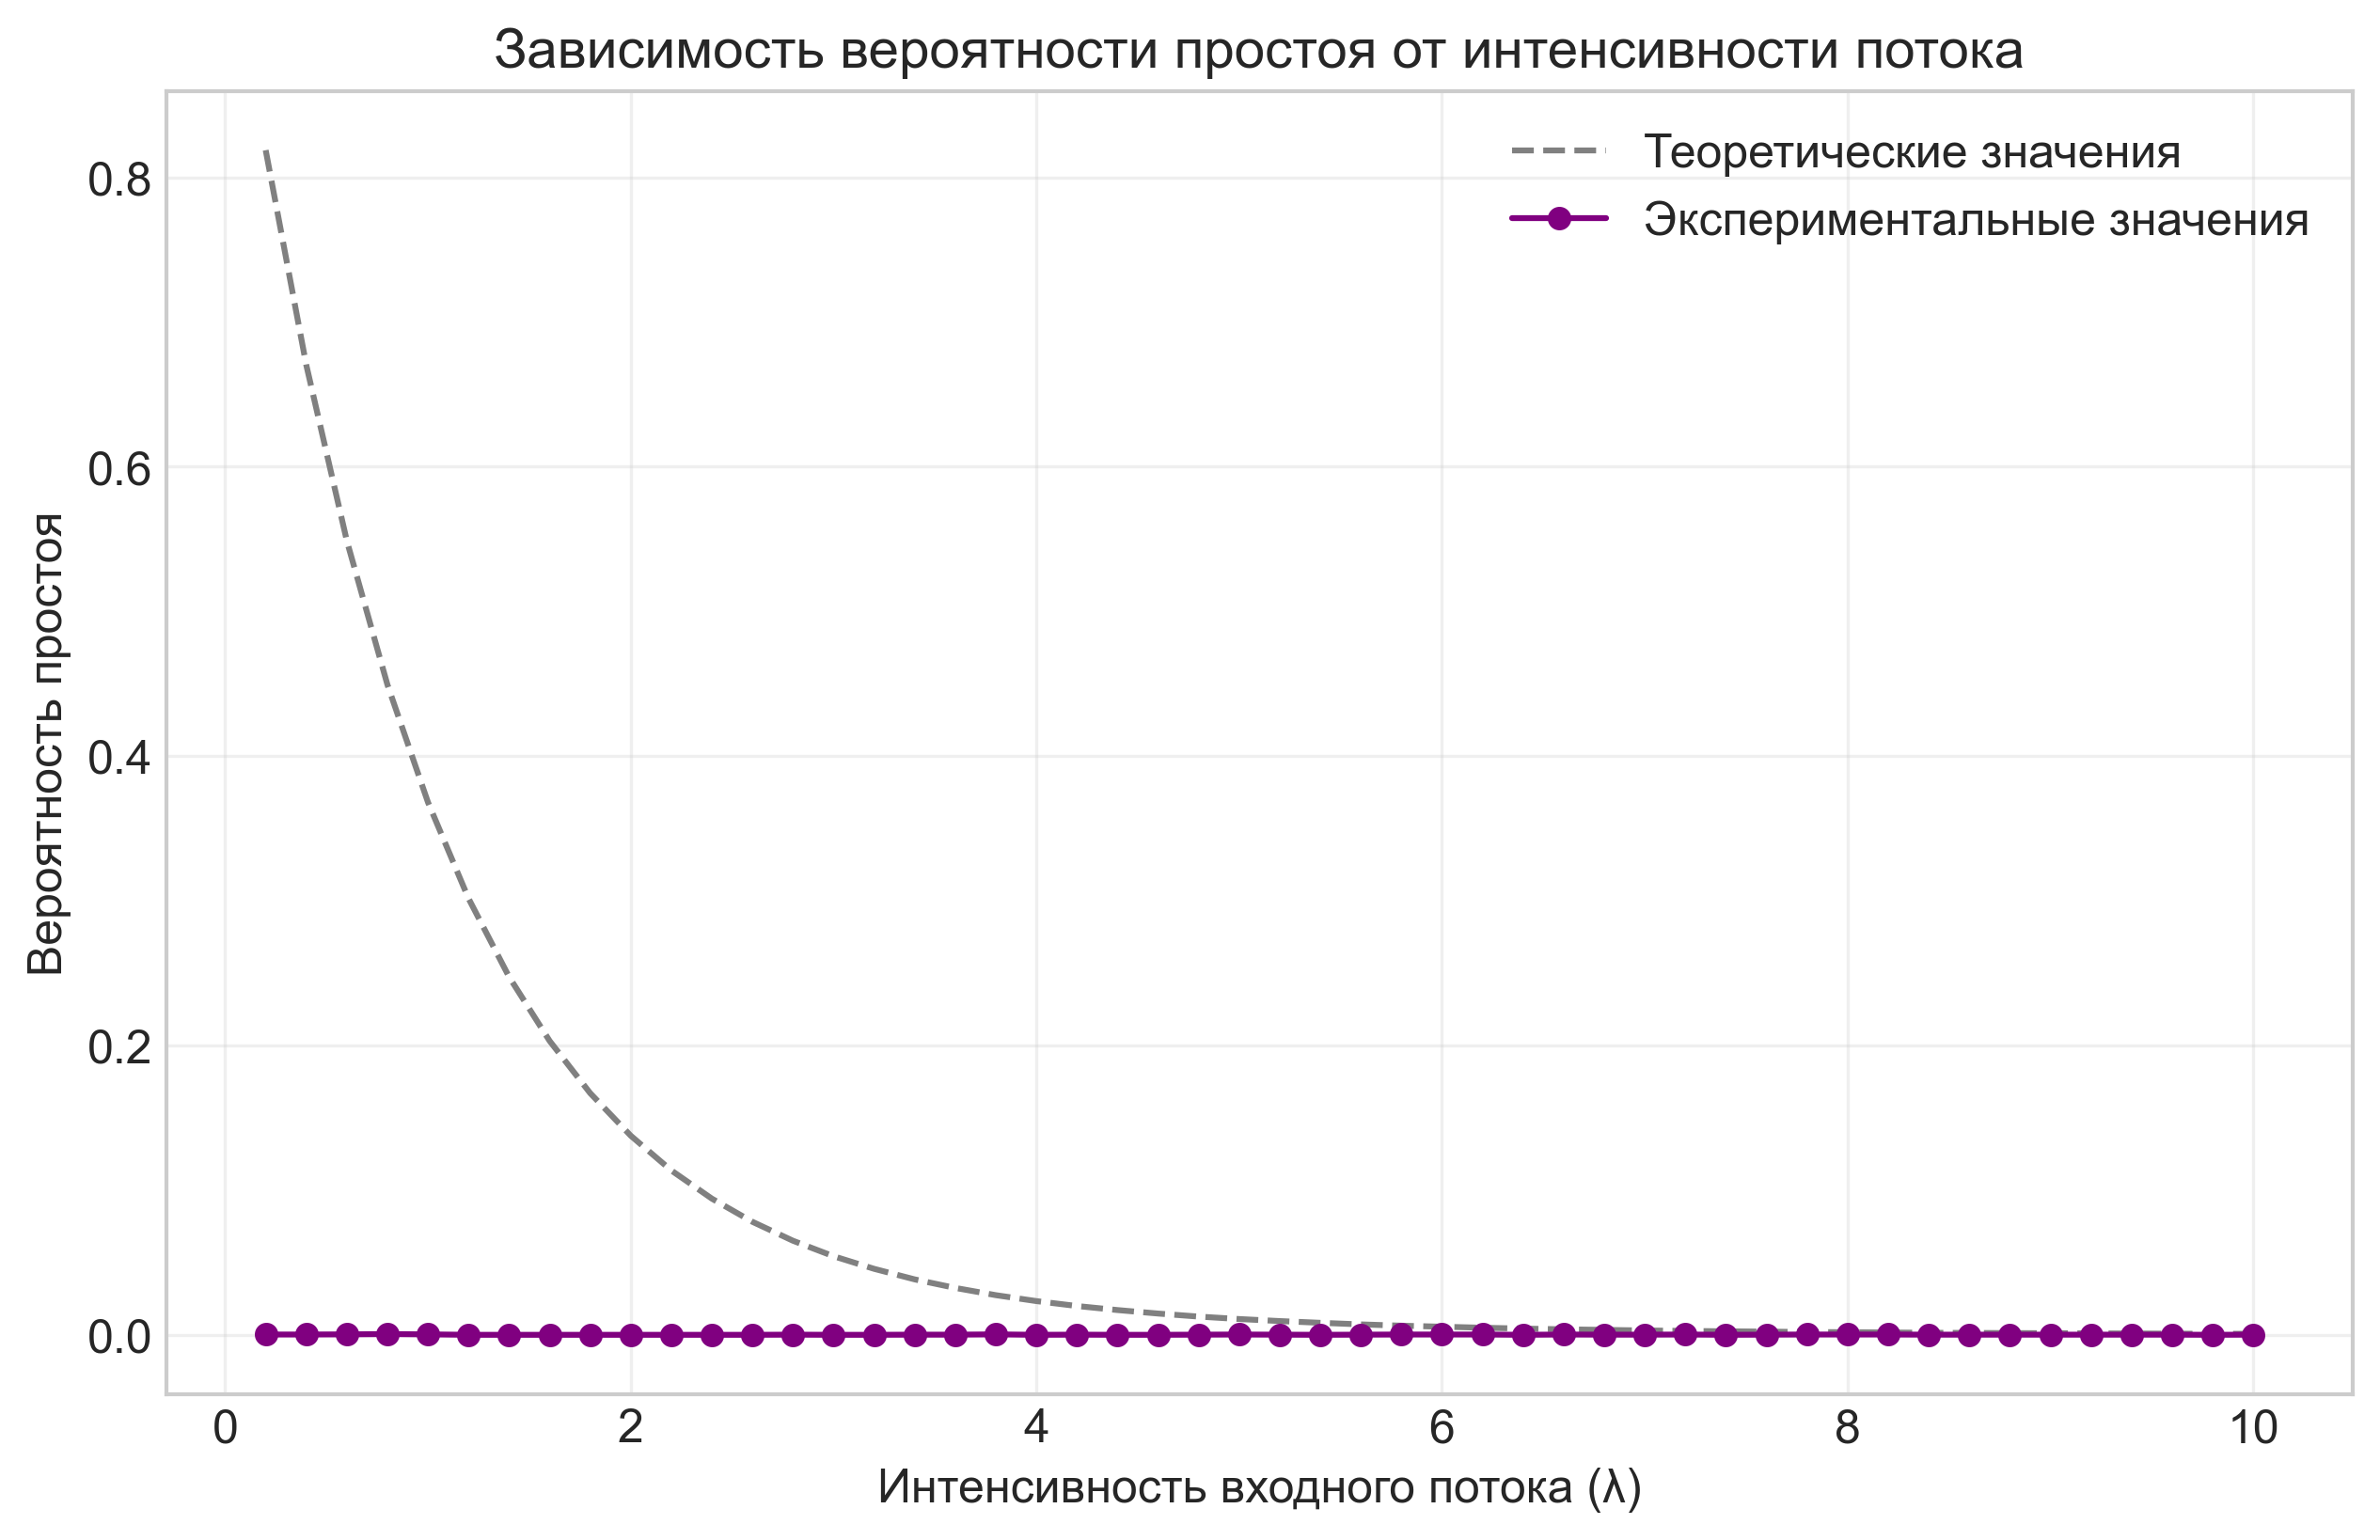 Зависимость вероятности простоя от интенсивности потока
Теоретические значения
Экспериментальные значения
Вероятность простоя
0.8
0.6
0.4
0.2
0.0
0 2 4 6 8 10
Интенсивность входного потока (λ)